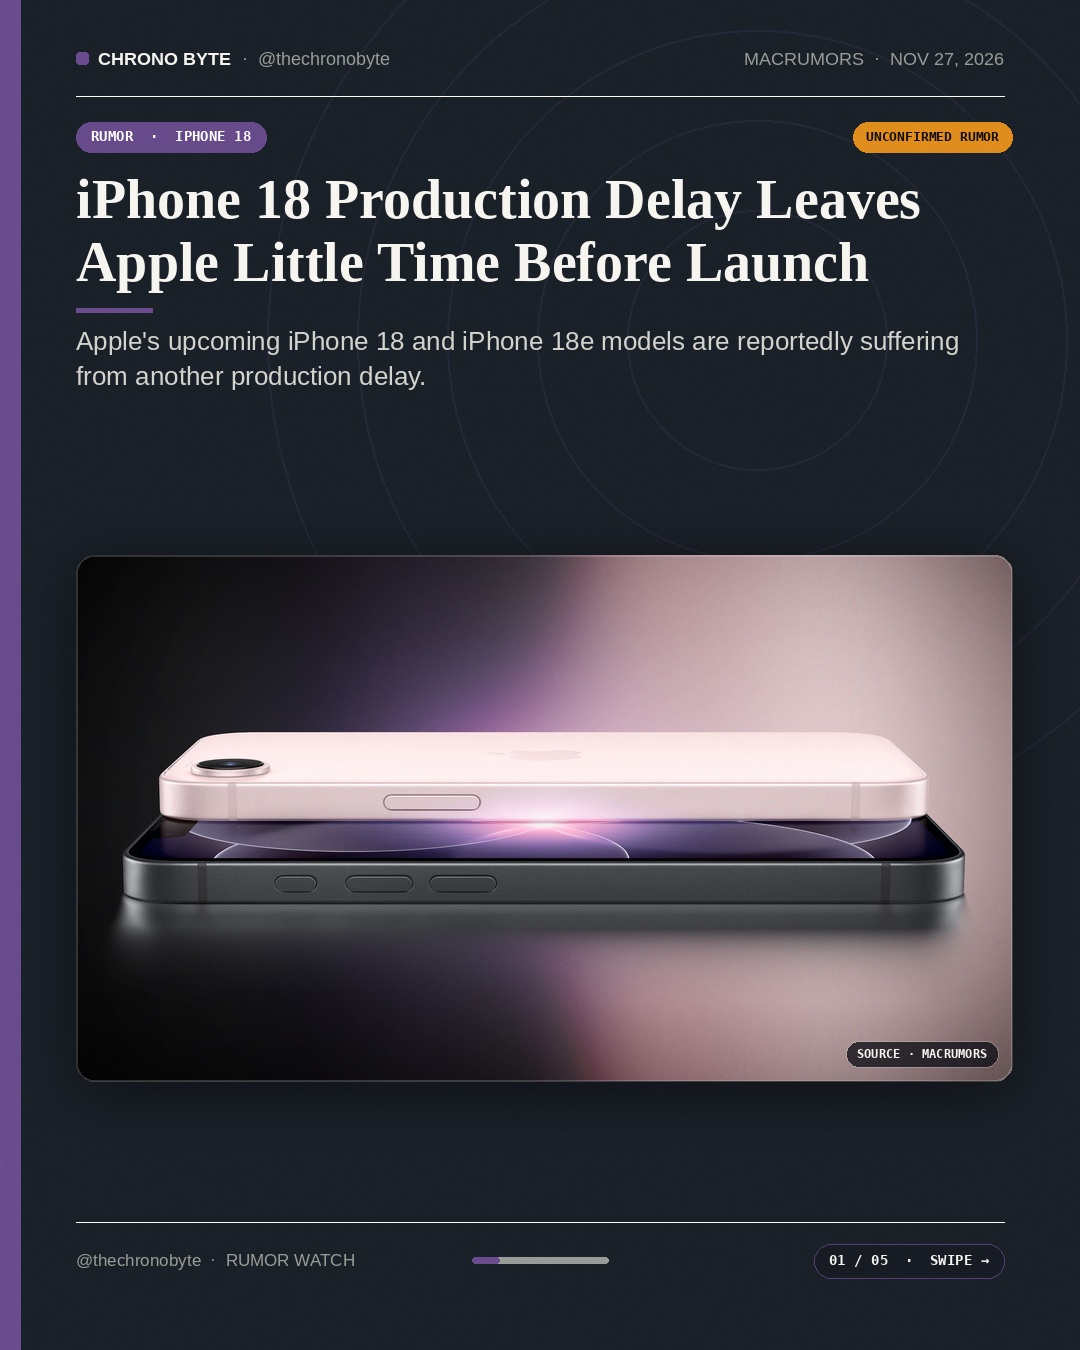 CHRONO BYTE · @thechronobyte
MACRUMORS · NOV 27, 2026
RUMOR · IPHONE 18
UNCONFIRMED RUMOR
iPhone 18 Production Delay Leaves
Apple Little Time Before Launch
Apple's upcoming iPhone 18 and iPhone 18e models are reportedly suffering
from another production delay.
SOURCE · MACRUMORS
@thechronobyte · RUMOR WATCH
01 / 05 · SWIPE →